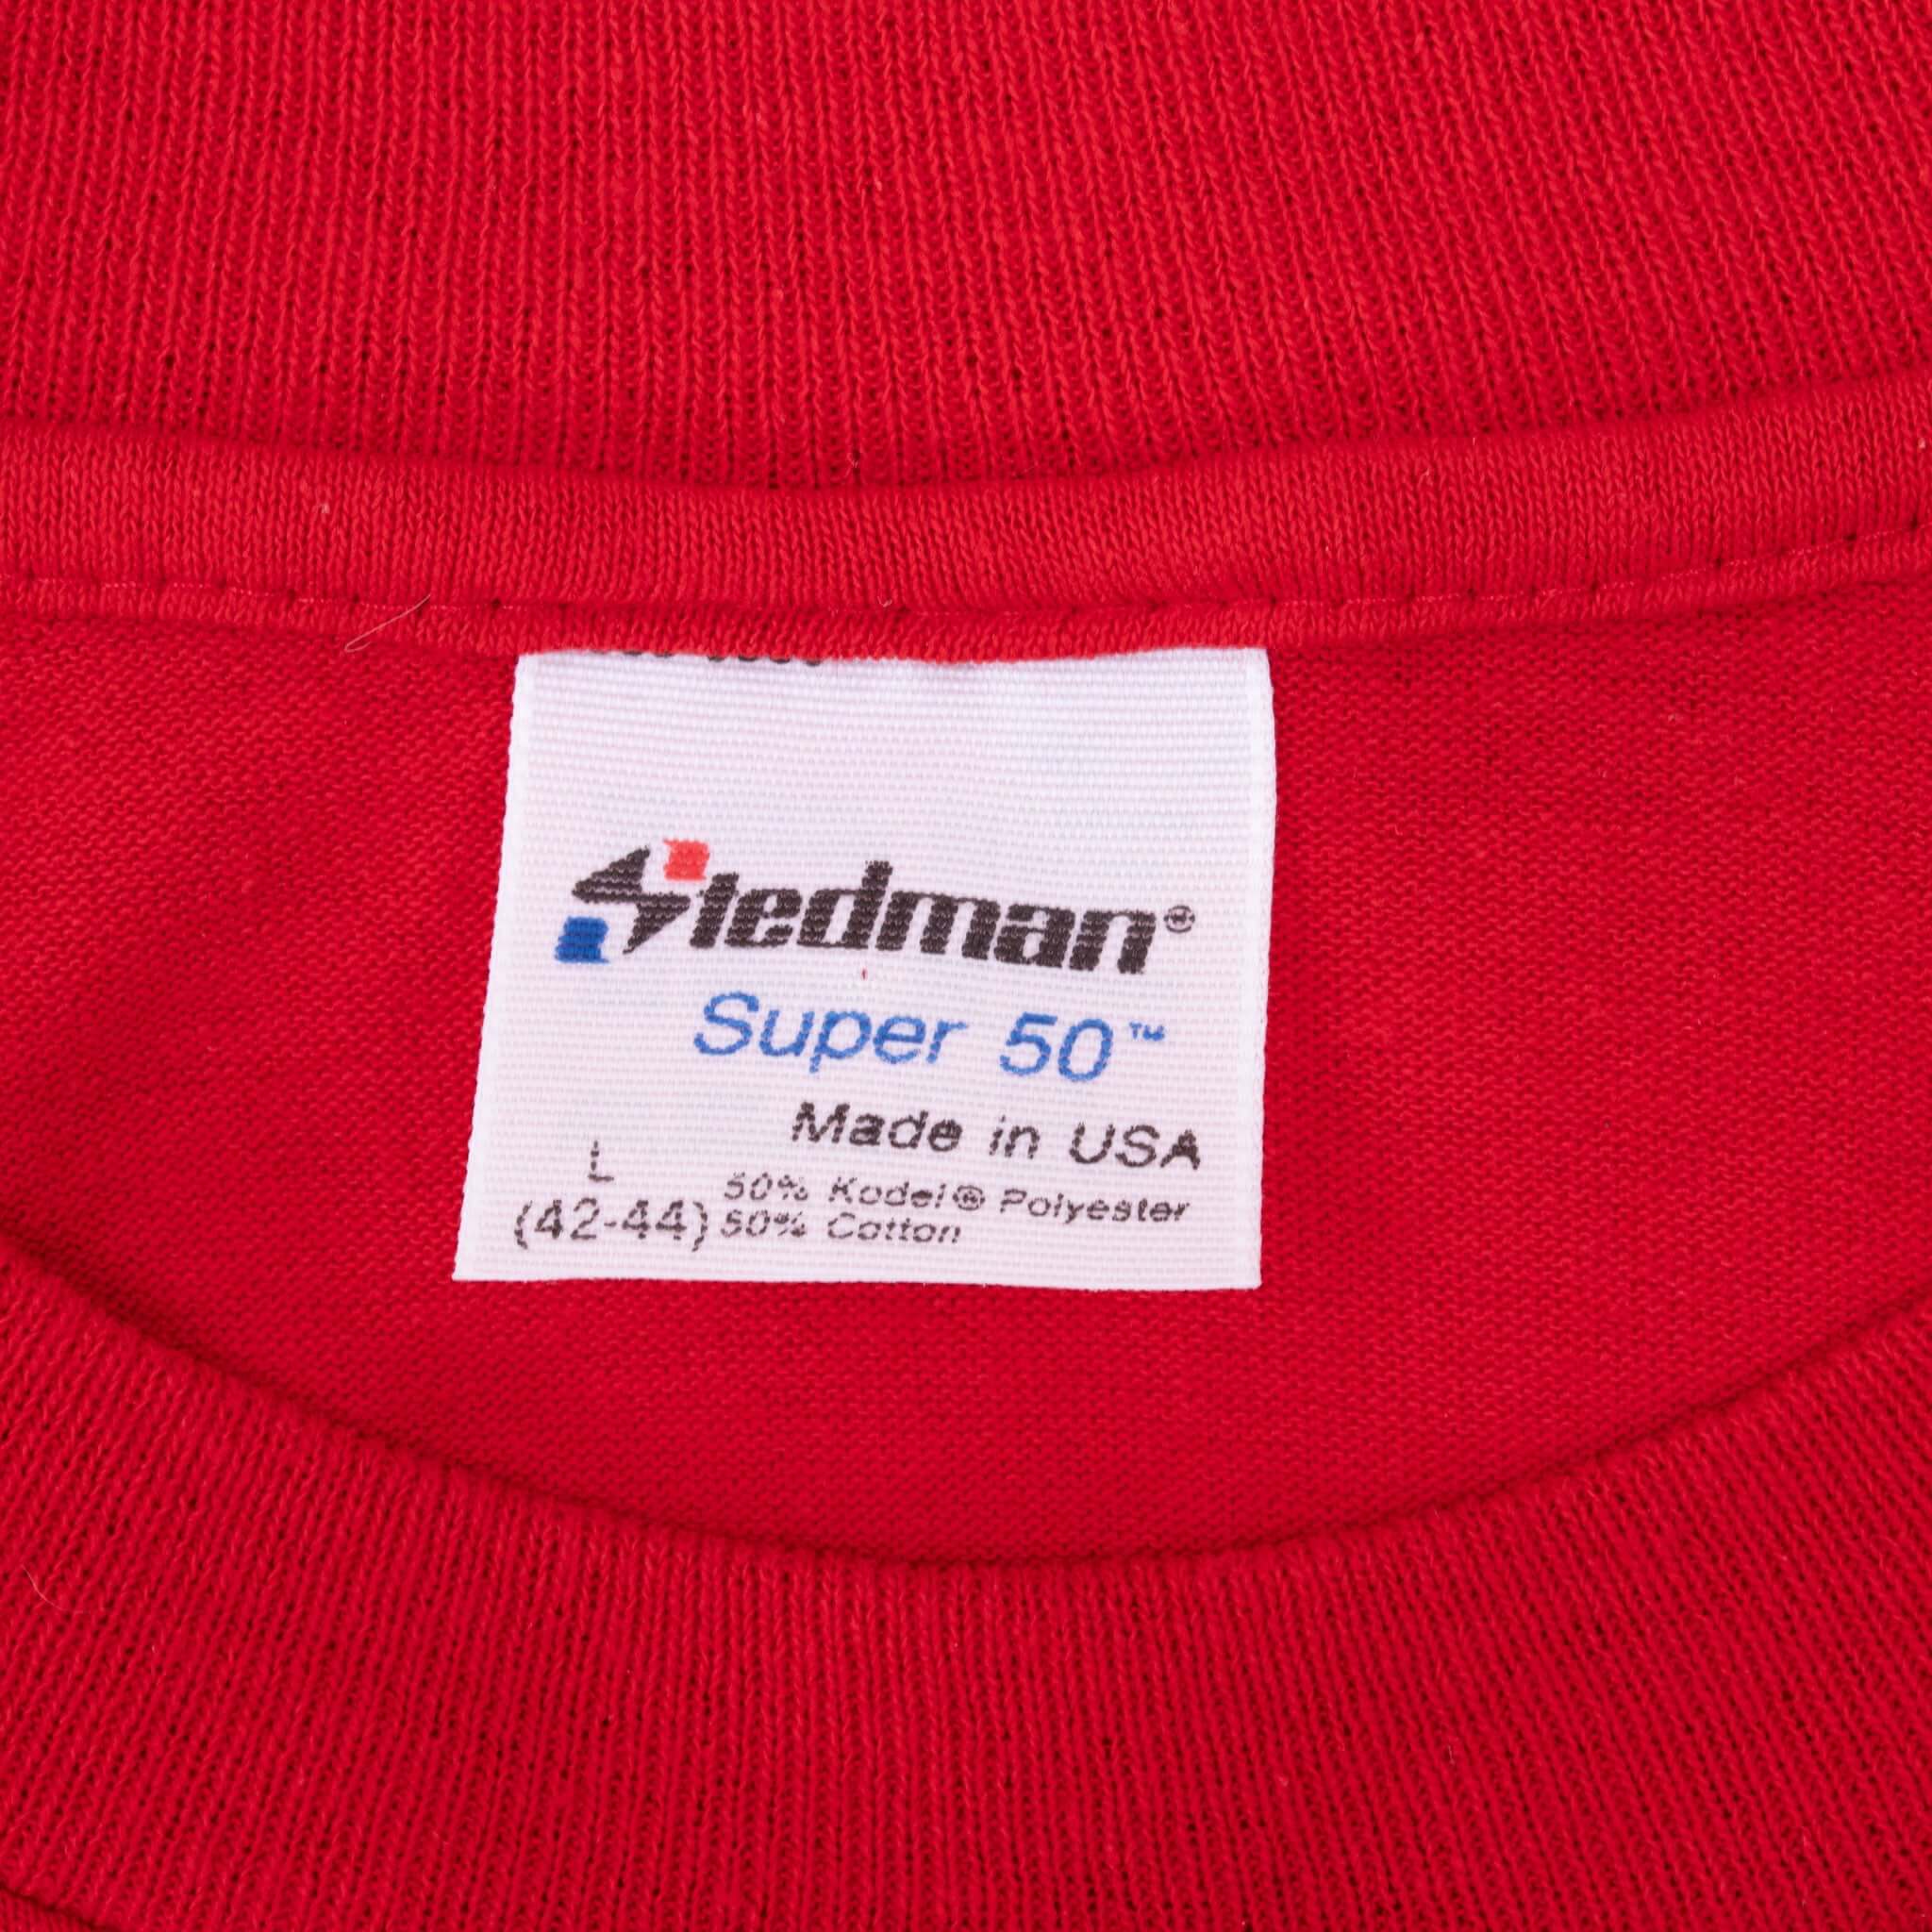 Stedman®
Super 50™
Made in USA
L
(42-44)
50% Kodel® Polyester
50% Cotton